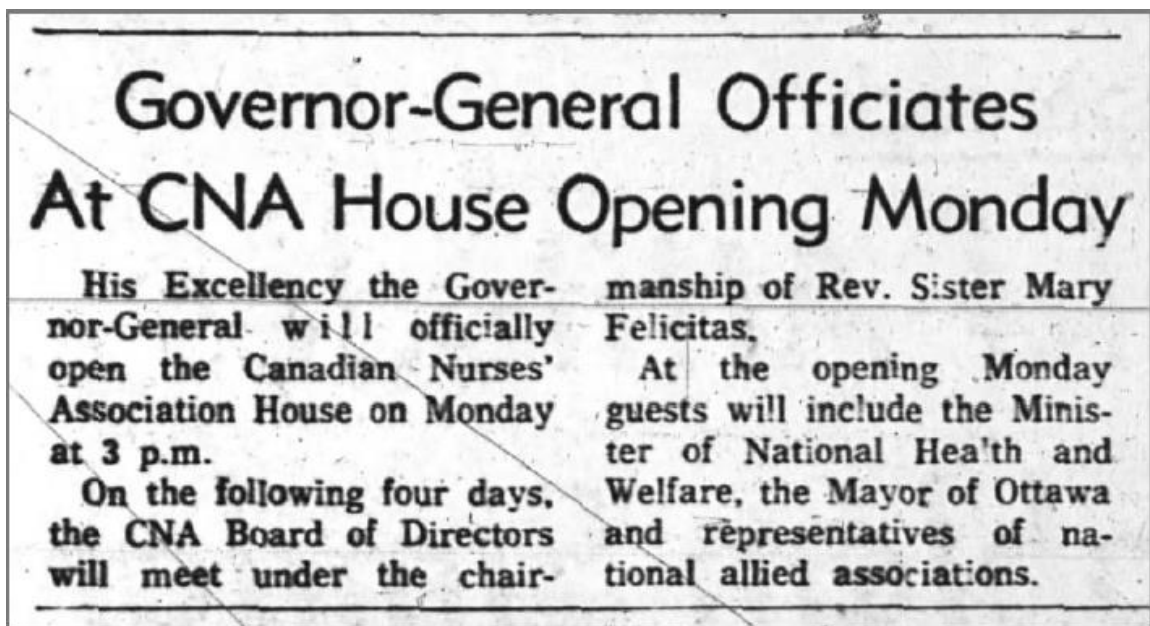 Governor-General Officiates
At CNA House Opening Monday
His Excellency the Gover-
nor-General will officially
open the Canadian Nurses'
Association House on Monday
at 3 p.m.
On the following four days,
the CNA Board of Directors
will meet under the chair-
manship of Rev. Sister Mary
Felicitas.
At the opening Monday
guests will include the Minis-
ter of National Hea'th and
Welfare, the Mayor of Ottawa
and representatives of na-
tional allied associations.